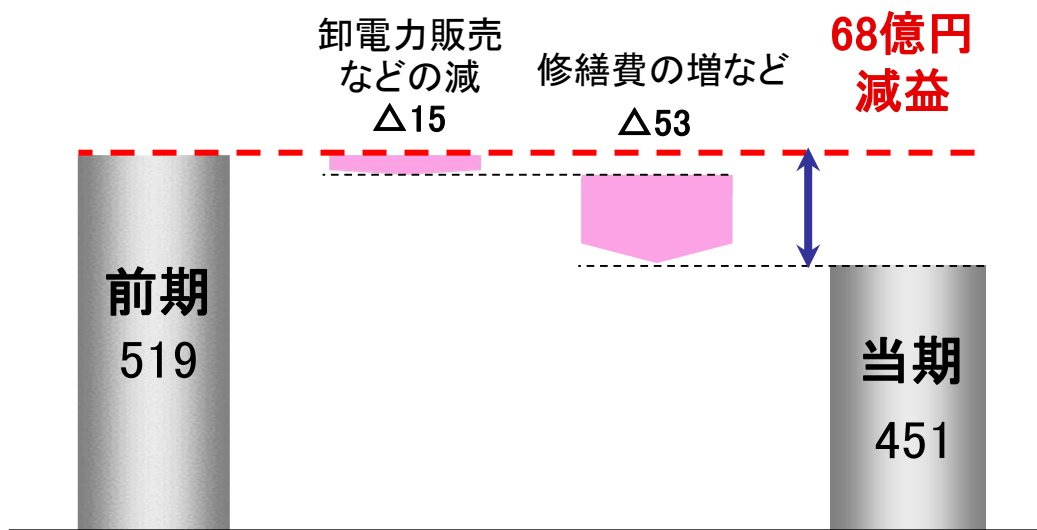 卸電力販売
などの減
△15
修繕費の増など
△53
68億円
減益
前期
519
当期
451